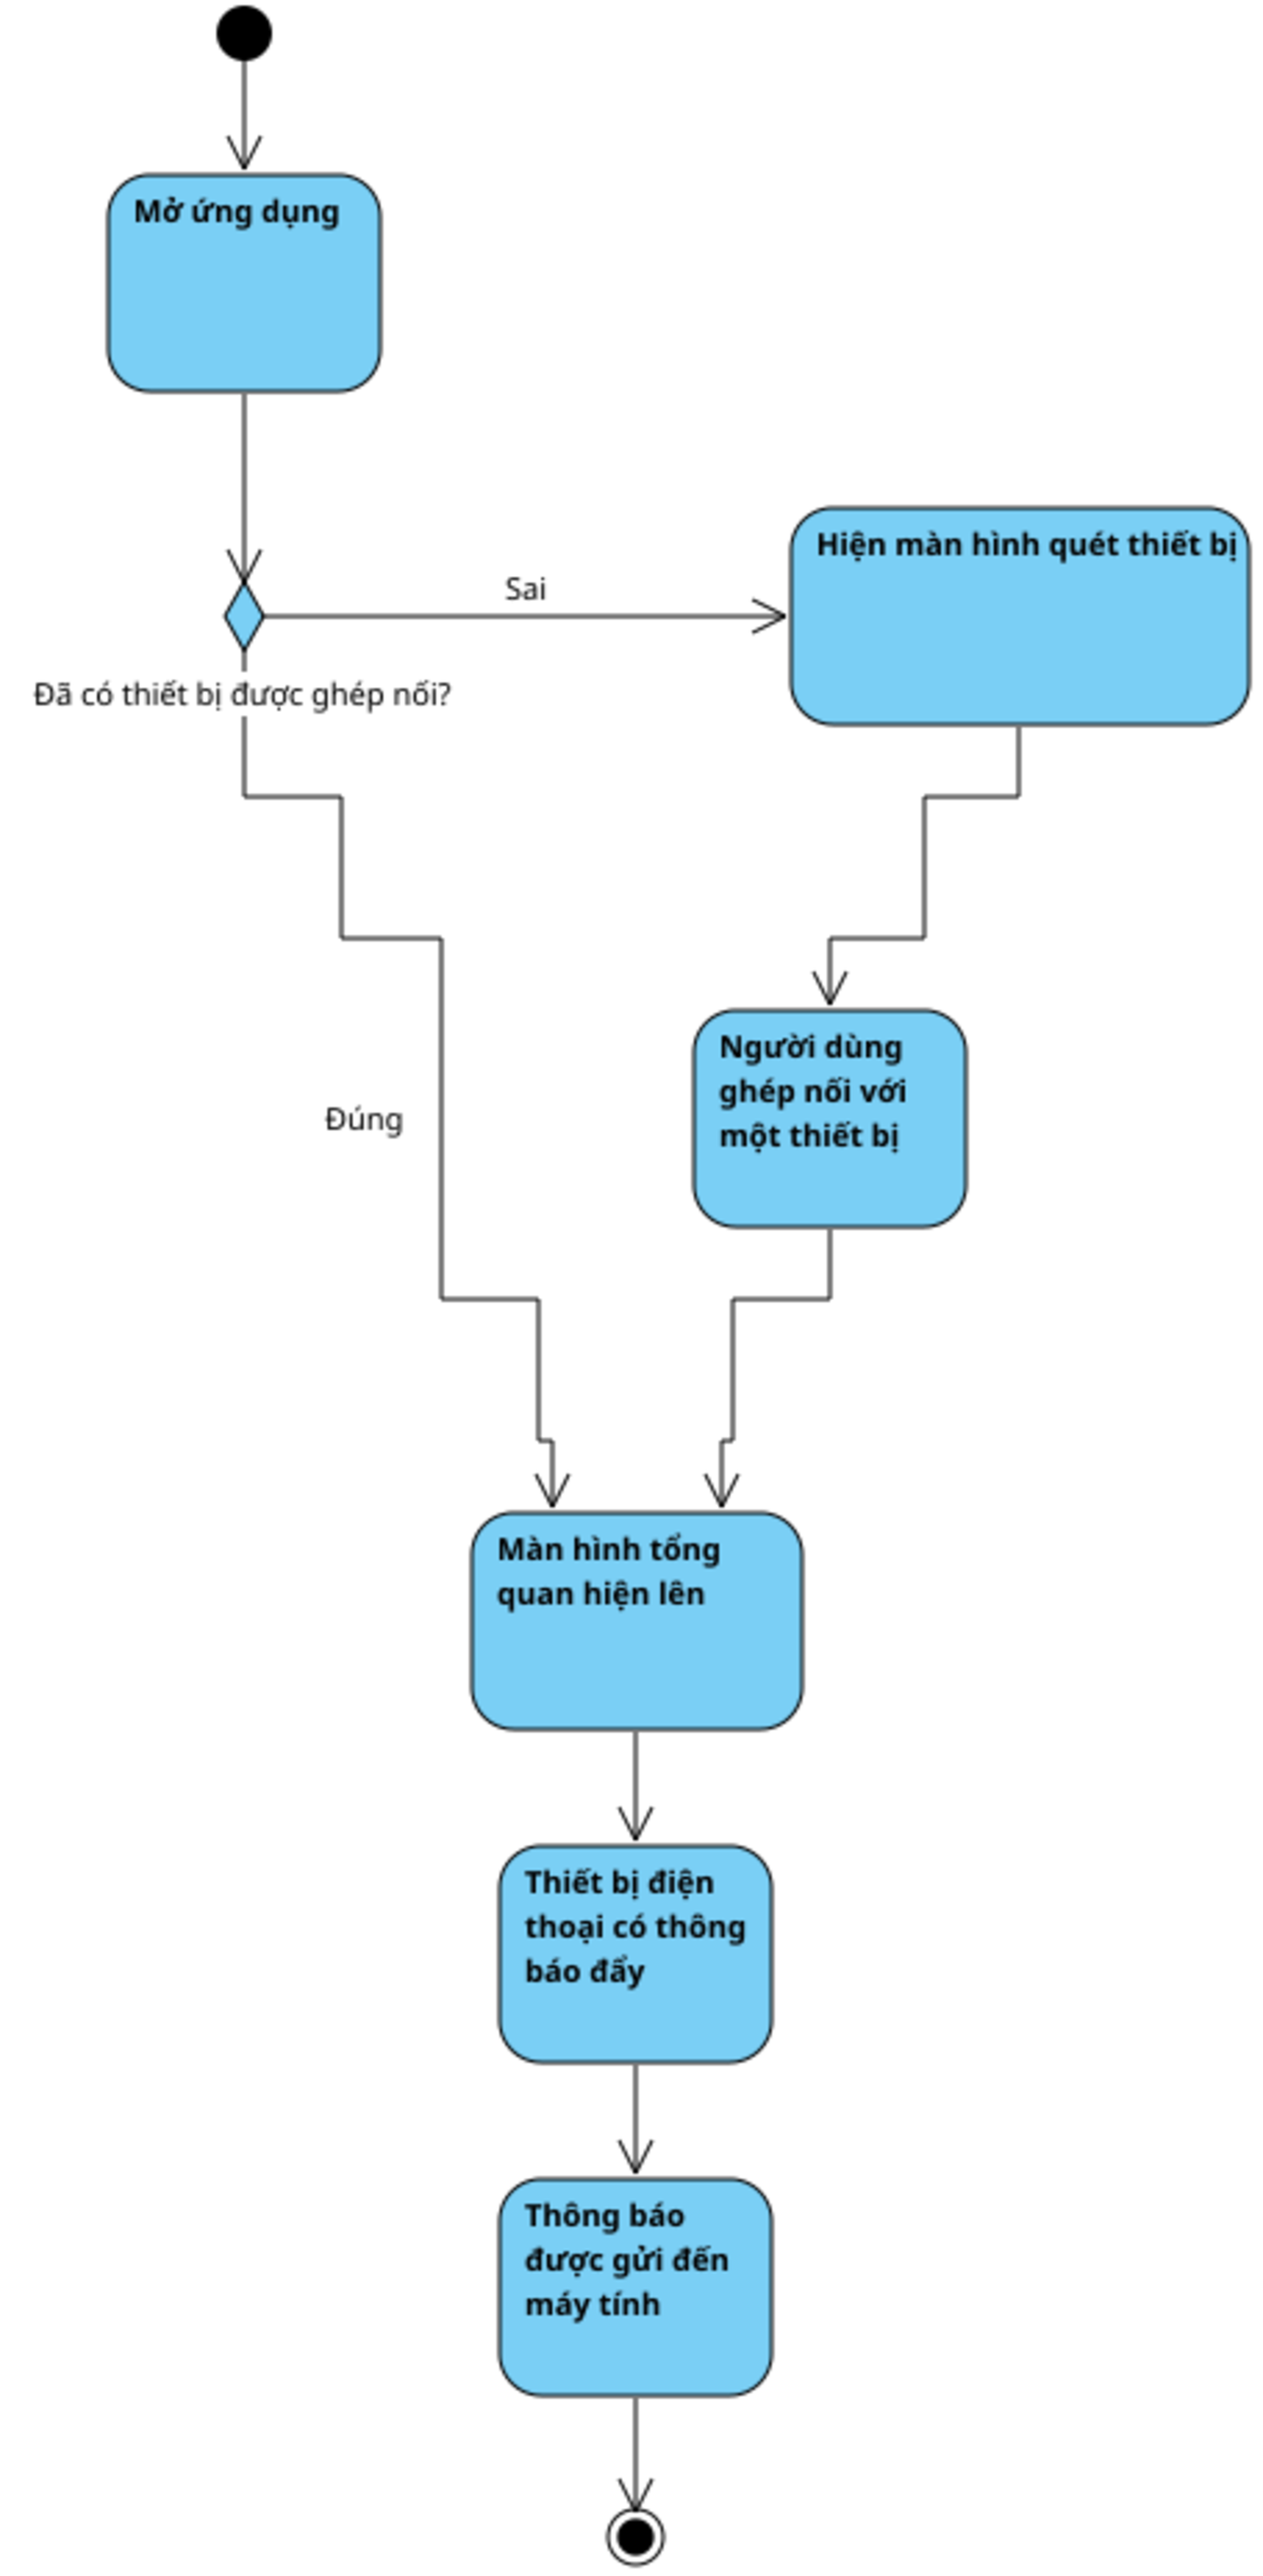 Mở ứng dụng
Hiện màn hình quét thiết bị
Sai
Đã có thiết bị được ghép nối?
Người dùng
ghép nối với
một thiết bị
Đúng
Màn hình tổng
quan hiện lên
Thiết bị điện
thoại có thông
báo đẩy
Thông báo
được gửi đến
máy tính